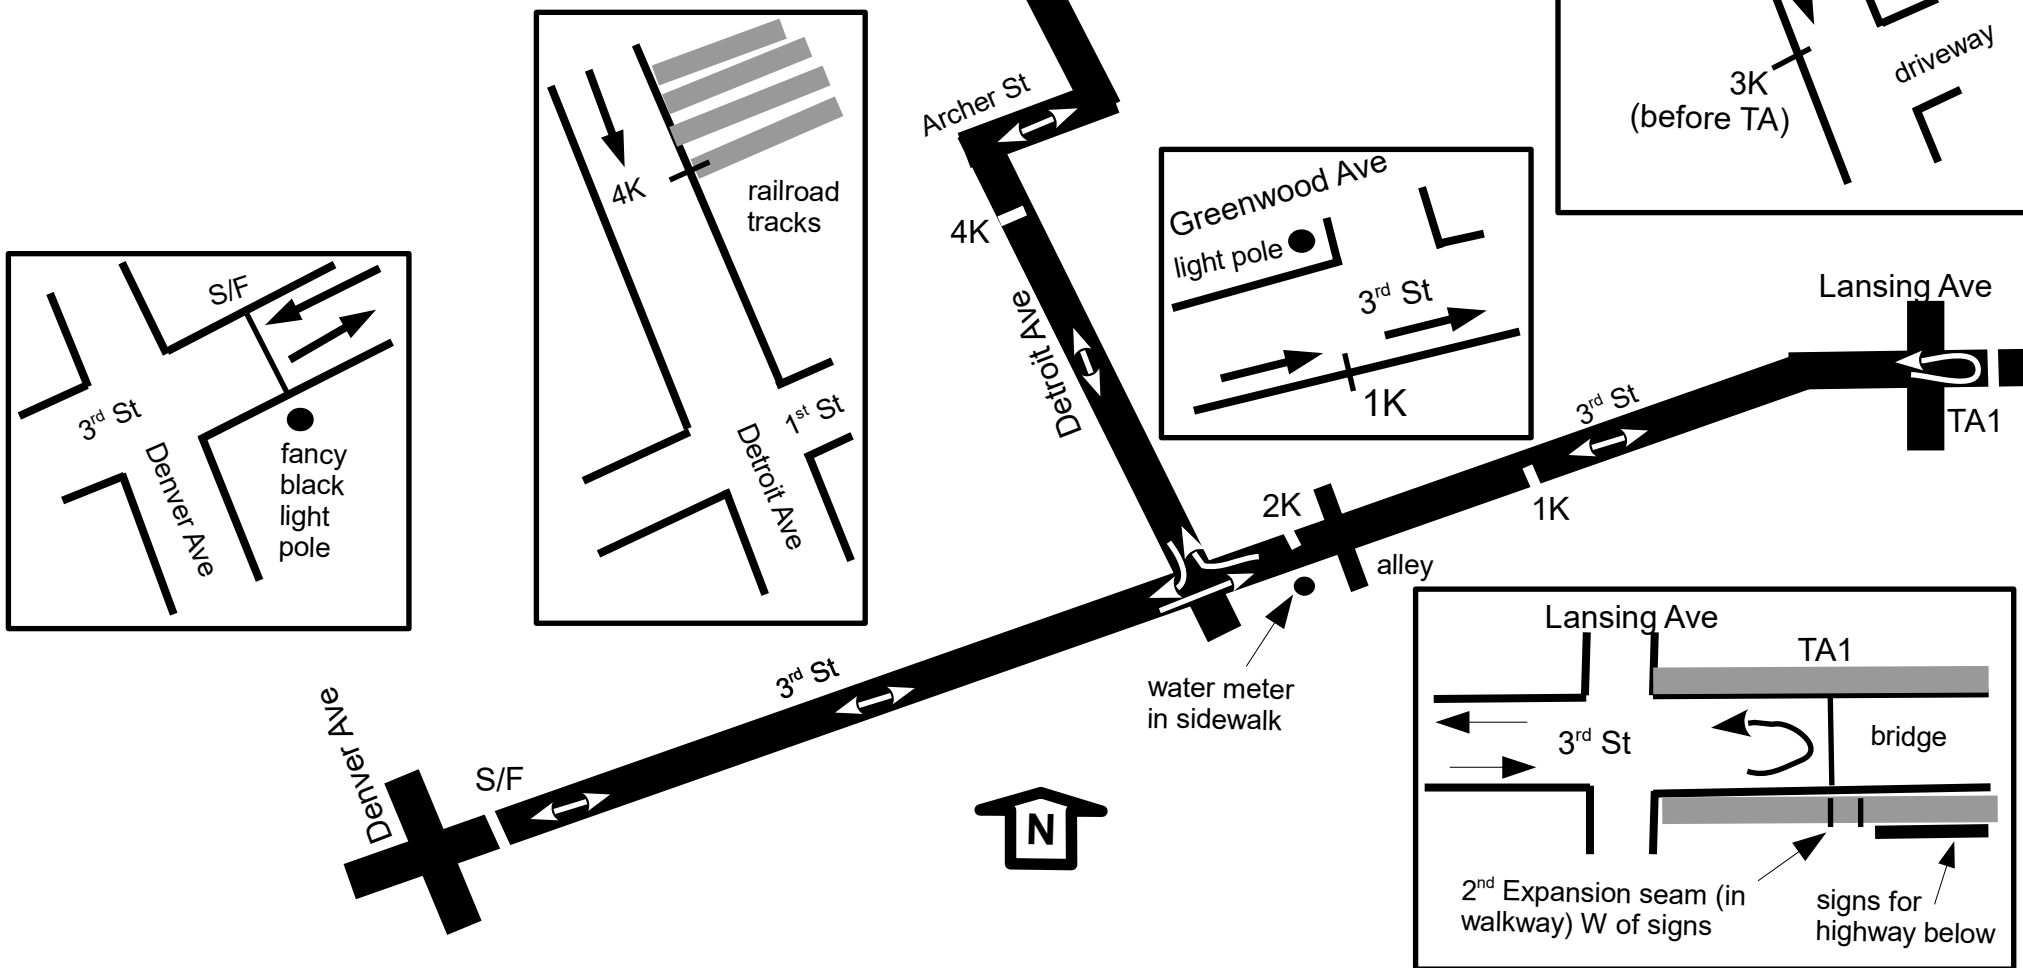 Archer St
driveway
3K
(before TA)
4K
railroad
tracks
Greenwood Ave
light pole
3rd St
1K
4K
Detroit Ave
S/F
3rd St
Denver Ave
fancy
black
light
pole
1st St
Detroit Ave
Lansing Ave
TA1
3rd St
1K
2K
alley
water meter
in sidewalk
3rd St
Denver Ave
S/F
N
Lansing Ave
TA1
3rd St
bridge
2nd Expansion seam (in
walkway) W of signs
signs for
highway below